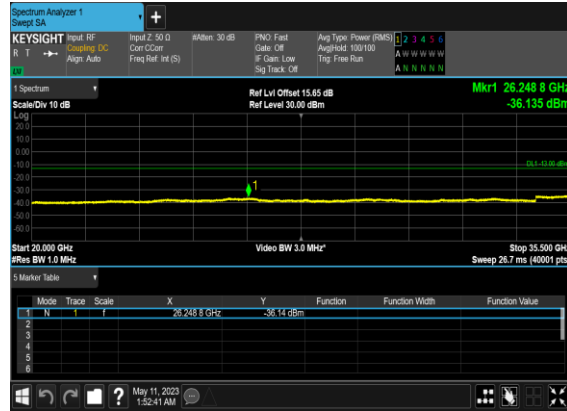 Spectrum Analyzer 1
Swept SA
+
KEYSIGHT Input: RF Input Z: 50 Ω #Atten: 30 dB PNO: Fast Avg Type: Power (RMS) 1 2 3 4 5 6
R T Coupling: DC Corr CCorr Gate: Off Avg|Hold: 100/100 A W W W W W
Align: Auto Freq Ref: Int (S) IF Gain: Low Trig: Free Run
Sig Track: Off A N N N N N
1 Spectrum Ref Lvl Offset 15.65 dB Mkr1 26.248 8 GHz
Scale/Div 10 dB Ref Level 30.00 dBm -36.135 dBm
Log
20.0
10.0
0.00
-10.0 DL1 -13.00 dBm
-20.0
-30.0 1
-40.0
-50.0
-60.0
Start 20.000 GHz Video BW 3.0 MHz* Stop 35.500 GHz
#Res BW 1.0 MHz Sweep 26.7 ms (40001 pts)
5 Marker Table
Mode Trace Scale X Y Function Function Width Function Value
1 N 1 f 26.248 8 GHz -36.14 dBm
2
3
4
5
6
? May 11, 2023
1:52:41 AM